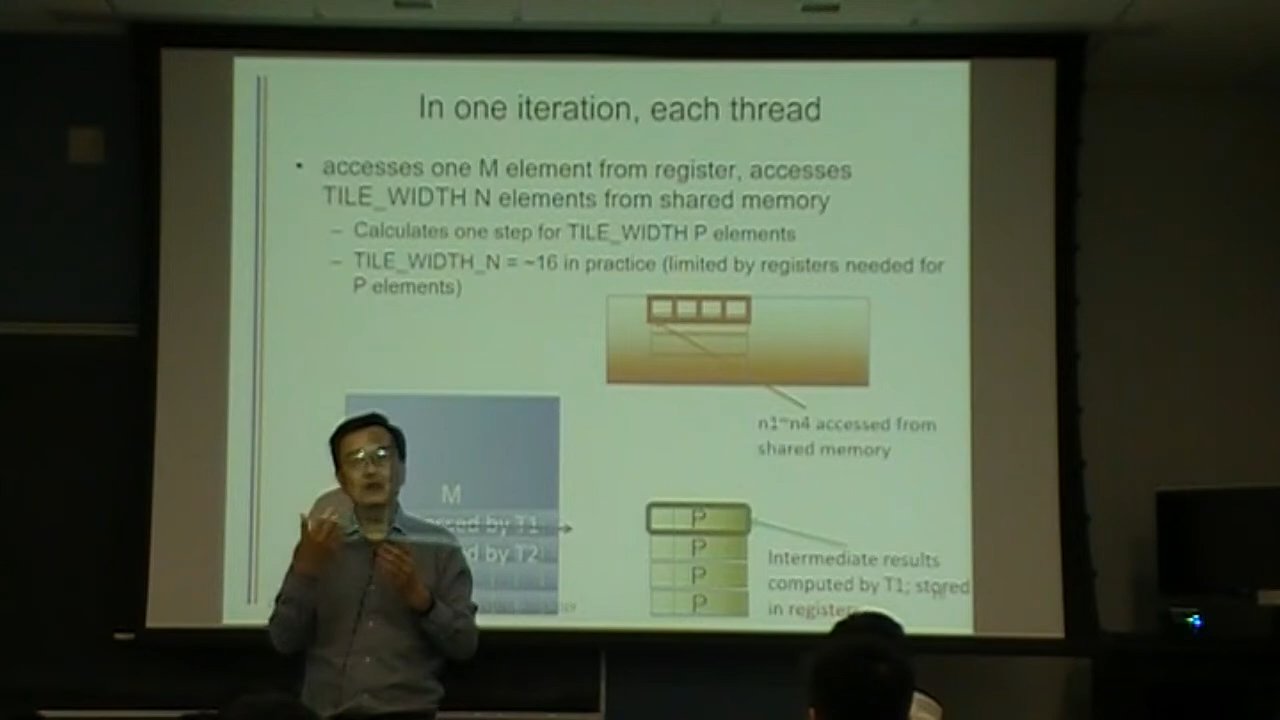 In one iteration, each thread
• accesses one M element from register, accesses
TILE_WIDTH N elements from shared memory
– Calculates one step for TILE_WIDTH P elements
– TILE_WIDTH_N = ~16 in practice (limited by registers needed for
P elements)
n1~n4 accessed from
shared memory
M
by T1
by T2
P
P
P
P
Intermediate results
computed by T1; stored
in register